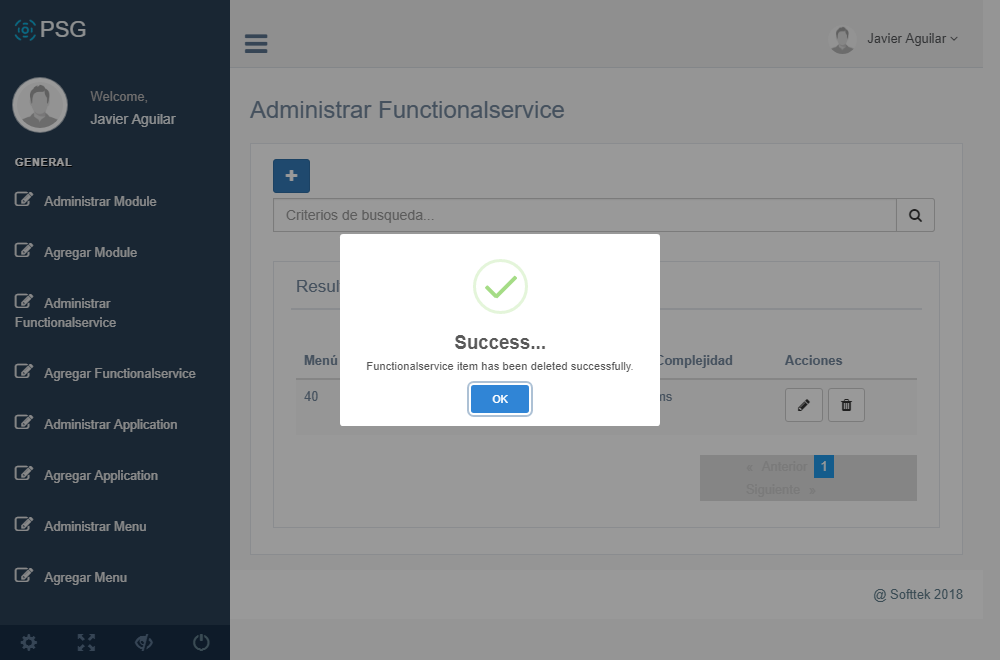 PSG
Welcome,
Javier Aguilar
GENERAL
Administrar Module
Agregar Module
Administrar
Functionalservice
Agregar Functionalservice
Administrar Application
Agregar Application
Administrar Menu
Agregar Menu
Javier Aguilar
Administrar Functionalservice
Criterios de busqueda...
Success...
Functionalservice item has been deleted successfully.
OK
Menú Complejidad Acciones
40
« Anterior 1
Siguiente »
@ Softtek 2018